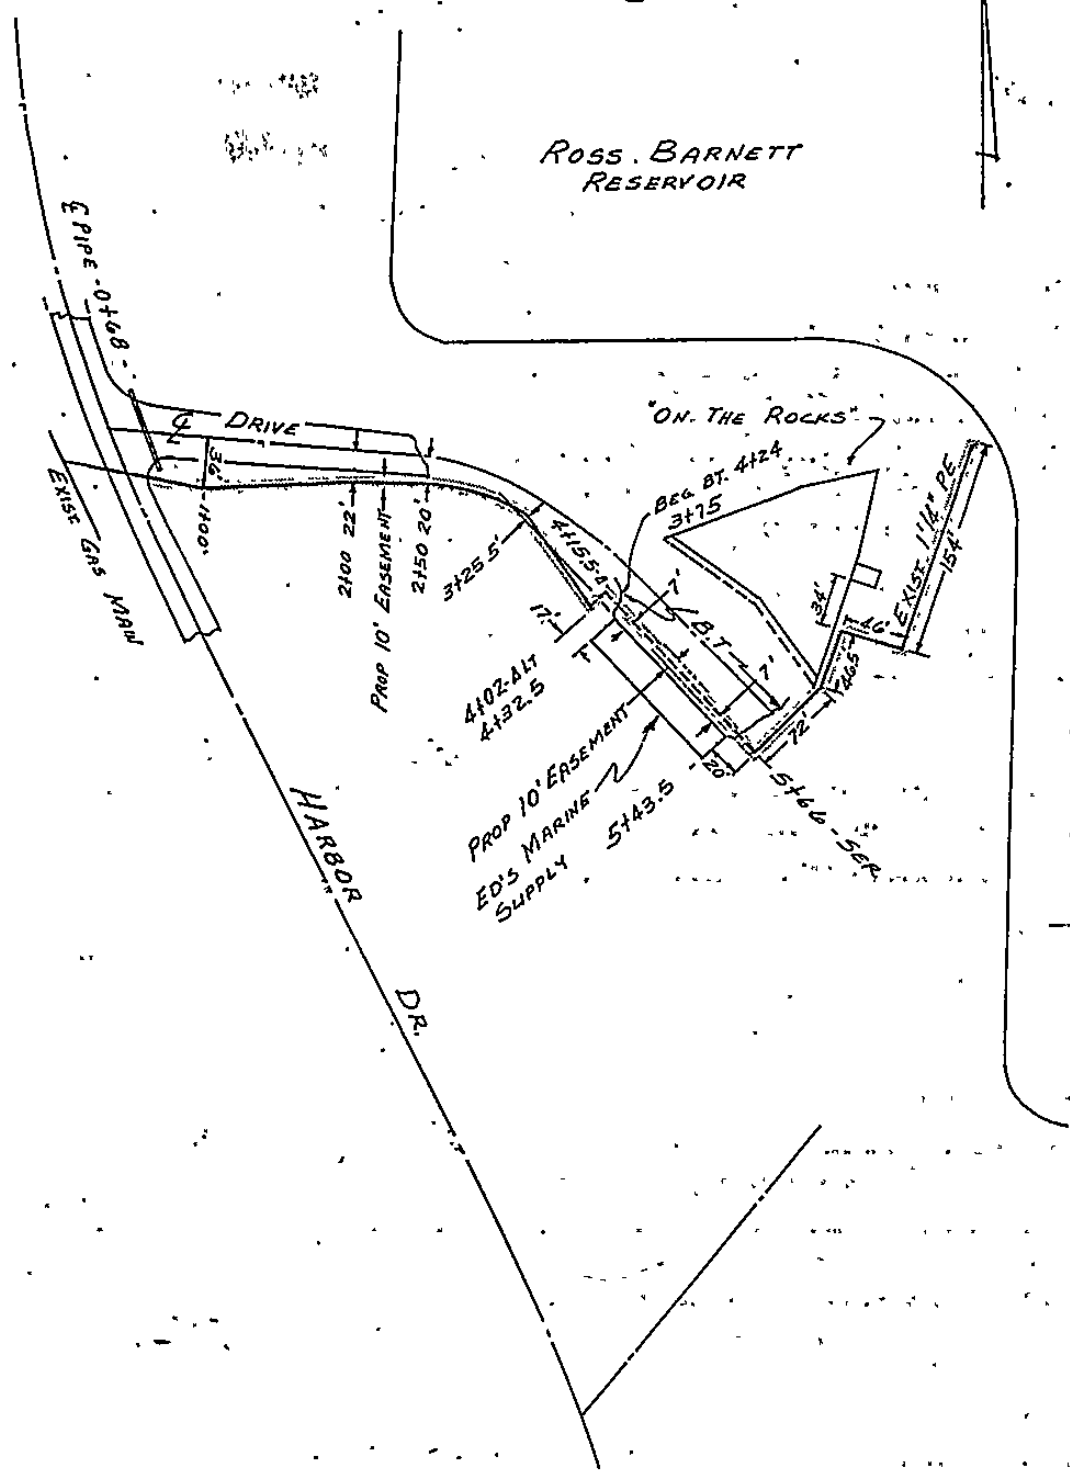 ROSS. BARNETT
RESERVOIR
℄ PIPE - 0+68 -
℄ DRIVE
"ON. THE ROCKS"
BEG. BT. 4+24
3+75
EXIST GAS MAIN
36'
1+00'
2+00 22'
PROP 10' EASEMENT
2+50 20'
3+25.5'
4+15.5-Δ
7'
B.T
7'
17'
4+02-ALT
4+32.5
PROP 10' EASEMENT
ED'S MARINE
SUPPLY
5+43.5
20'
72'
5+66-SER
34'
46.5
EXIST. 1'14" PE
154'
HARBOR
DR.